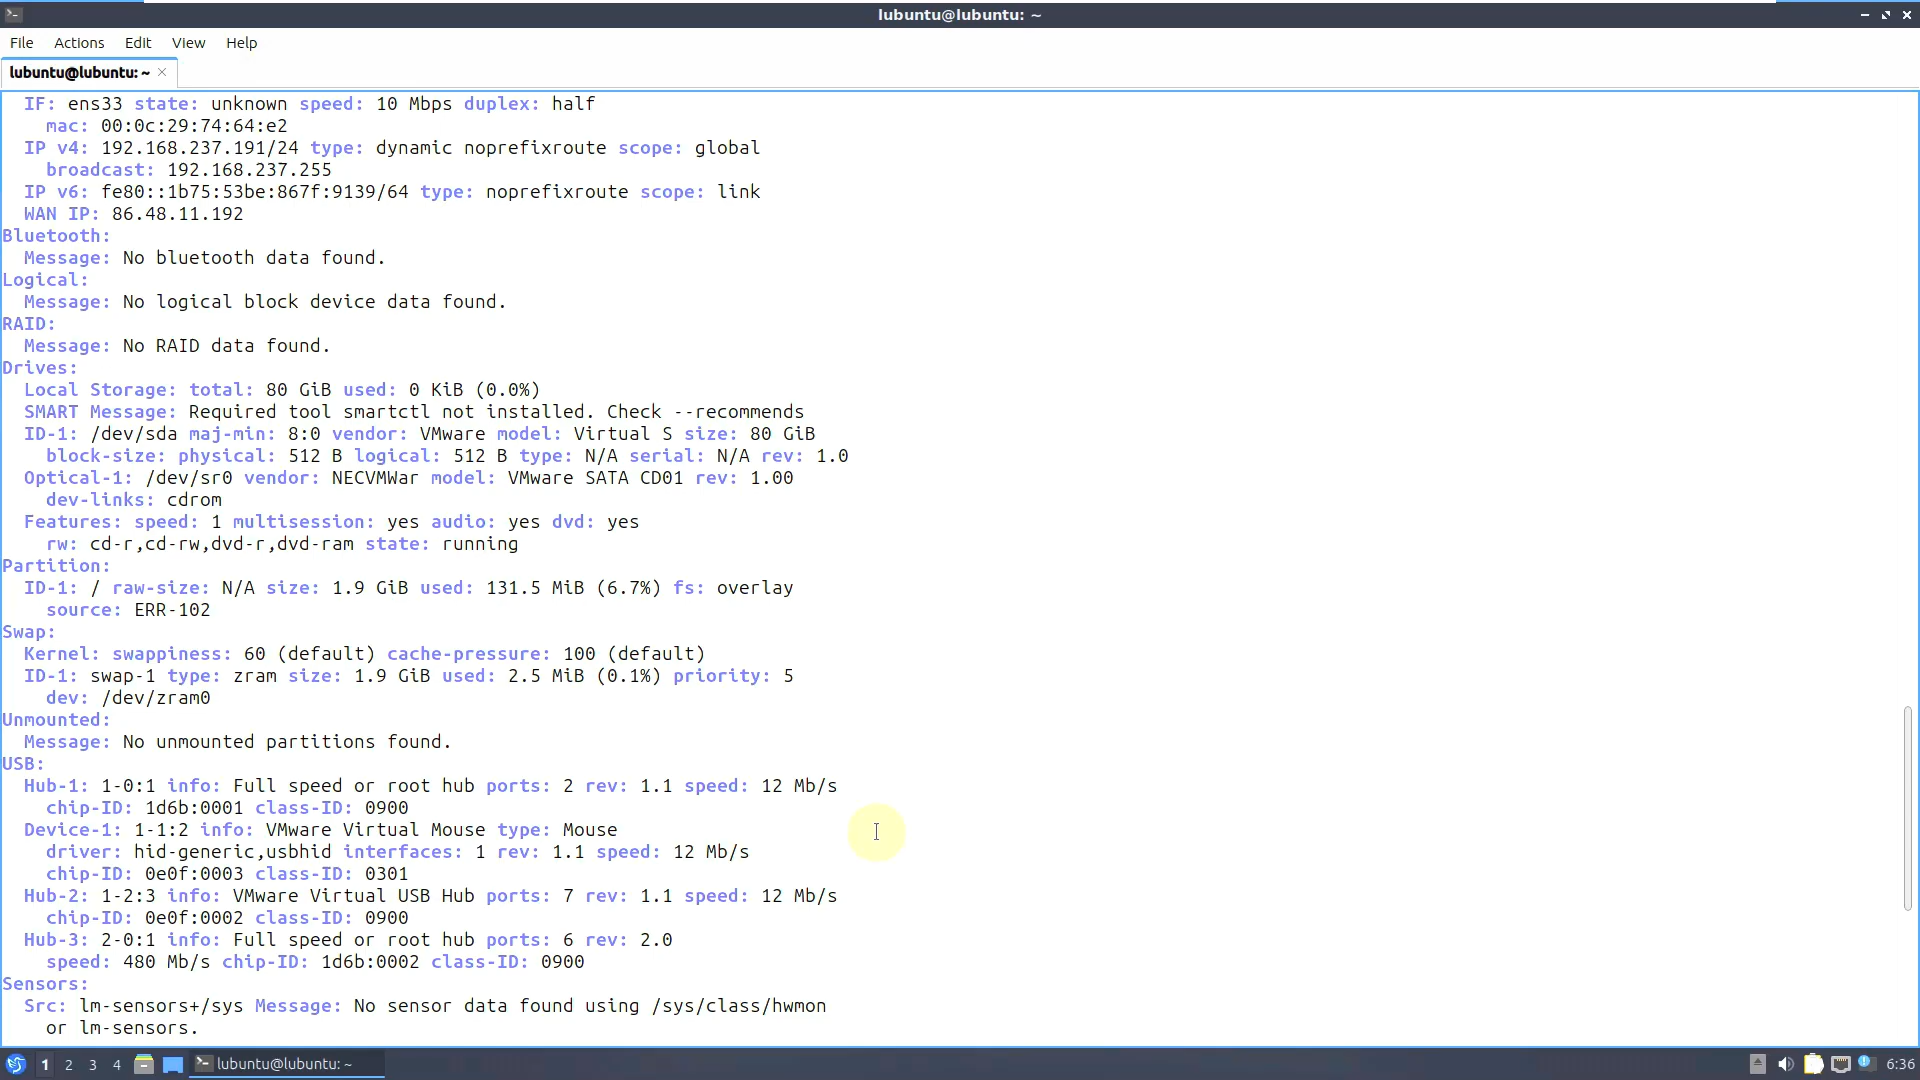 lubuntu@lubuntu: ~
File Actions Edit View Help
lubuntu@lubuntu: ~
IF: ens33 state: unknown speed: 10 Mbps duplex: half
mac: 00:0c:29:74:64:e2
IP v4: 192.168.237.191/24 type: dynamic noprefixroute scope: global
broadcast: 192.168.237.255
IP v6: fe80::1b75:53be:867f:9139/64 type: noprefixroute scope: link
WAN IP: 86.48.11.192
Bluetooth:
Message: No bluetooth data found.
Logical:
Message: No logical block device data found.
RAID:
Message: No RAID data found.
Drives:
Local Storage: total: 80 GiB used: 0 KiB (0.0%)
SMART Message: Required tool smartctl not installed. Check --recommends
ID-1: /dev/sda maj-min: 8:0 vendor: VMware model: Virtual S size: 80 GiB
block-size: physical: 512 B logical: 512 B type: N/A serial: N/A rev: 1.0
Optical-1: /dev/sr0 vendor: NECVMWar model: VMware SATA CD01 rev: 1.00
dev-links: cdrom
Features: speed: 1 multisession: yes audio: yes dvd: yes
rw: cd-r,cd-rw,dvd-r,dvd-ram state: running
Partition:
ID-1: / raw-size: N/A size: 1.9 GiB used: 131.5 MiB (6.7%) fs: overlay
source: ERR-102
Swap:
Kernel: swappiness: 60 (default) cache-pressure: 100 (default)
ID-1: swap-1 type: zram size: 1.9 GiB used: 2.5 MiB (0.1%) priority: 5
dev: /dev/zram0
Unmounted:
Message: No unmounted partitions found.
USB:
Hub-1: 1-0:1 info: Full speed or root hub ports: 2 rev: 1.1 speed: 12 Mb/s
chip-ID: 1d6b:0001 class-ID: 0900
Device-1: 1-1:2 info: VMware Virtual Mouse type: Mouse
driver: hid-generic,usbhid interfaces: 1 rev: 1.1 speed: 12 Mb/s
chip-ID: 0e0f:0003 class-ID: 0301
Hub-2: 1-2:3 info: VMware Virtual USB Hub ports: 7 rev: 1.1 speed: 12 Mb/s
chip-ID: 0e0f:0002 class-ID: 0900
Hub-3: 2-0:1 info: Full speed or root hub ports: 6 rev: 2.0
speed: 480 Mb/s chip-ID: 1d6b:0002 class-ID: 0900
Sensors:
Src: lm-sensors+/sys Message: No sensor data found using /sys/class/hwmon
or lm-sensors.
1 2 3 4 lubuntu@lubuntu: ~ 6:36